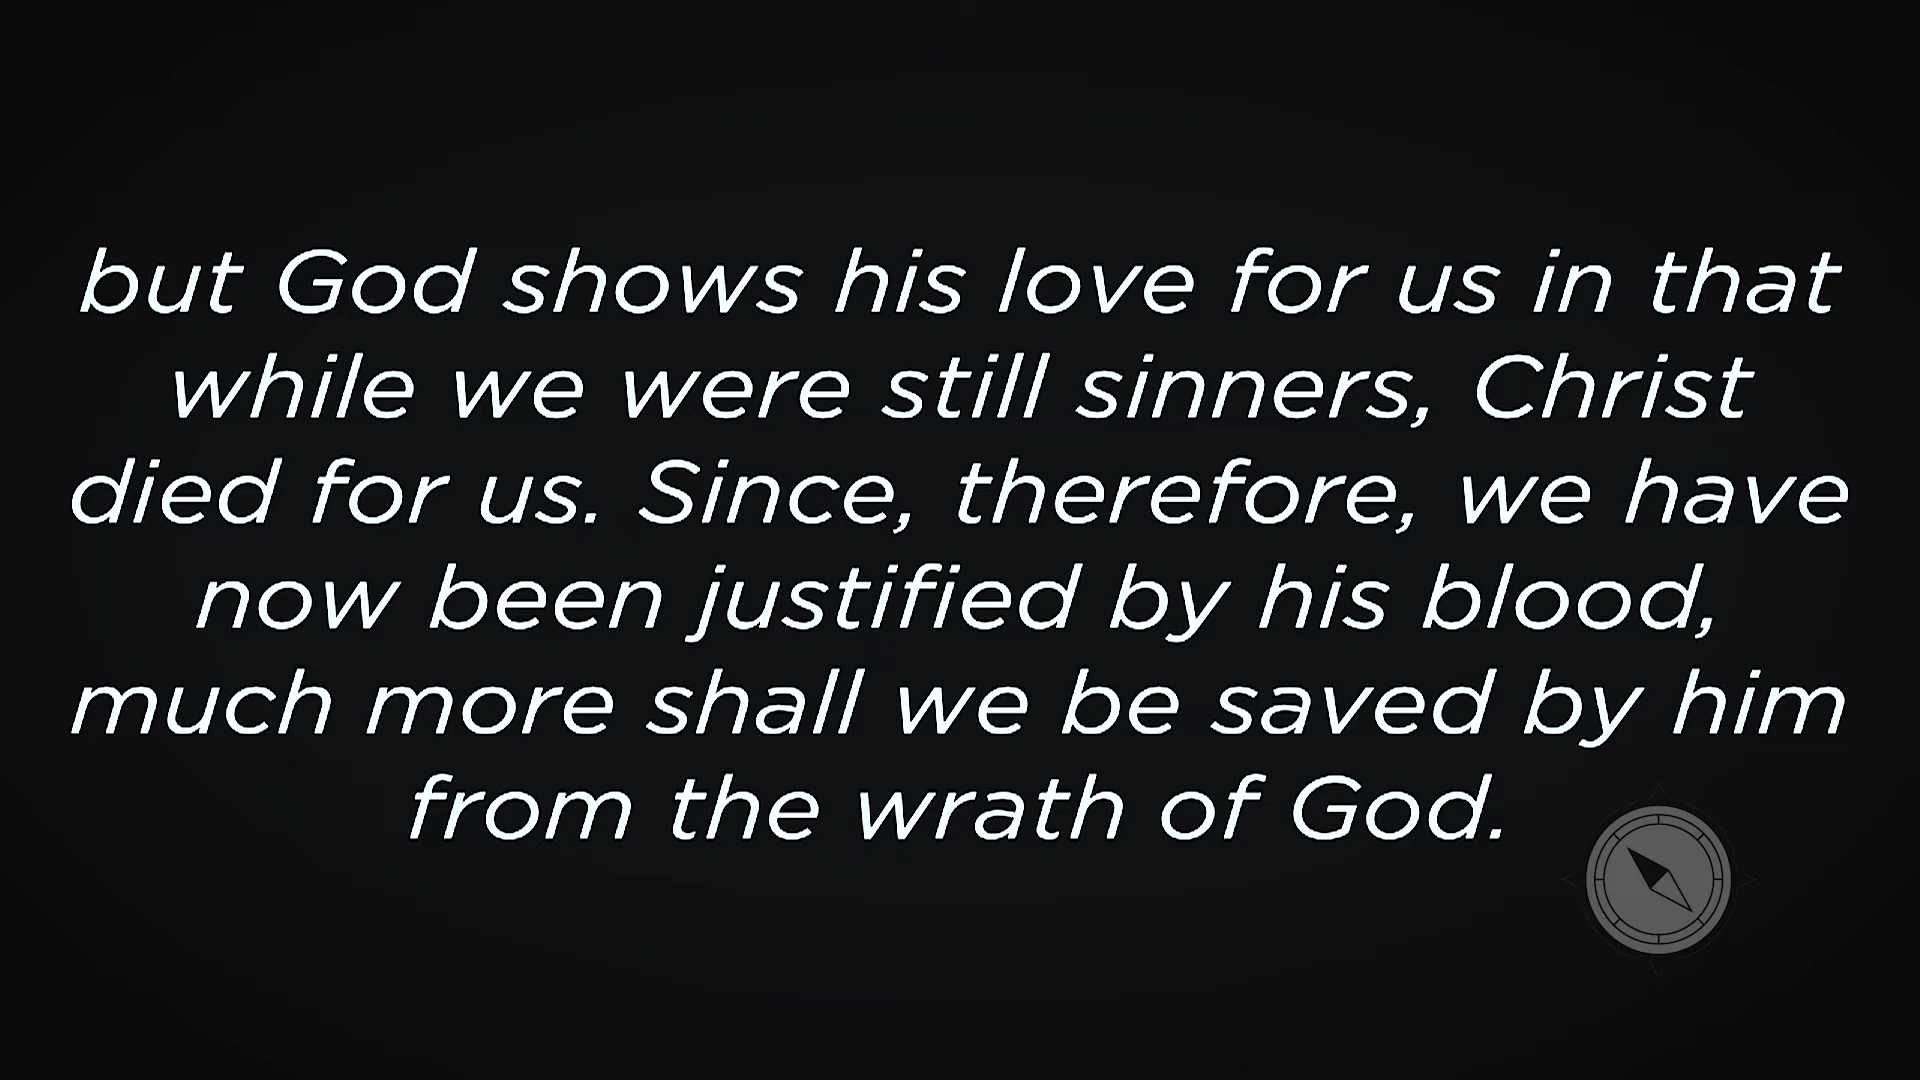 but God shows his love for us in that
while we were still sinners, Christ
died for us. Since, therefore, we have
now been justified by his blood,
much more shall we be saved by him
from the wrath of God.